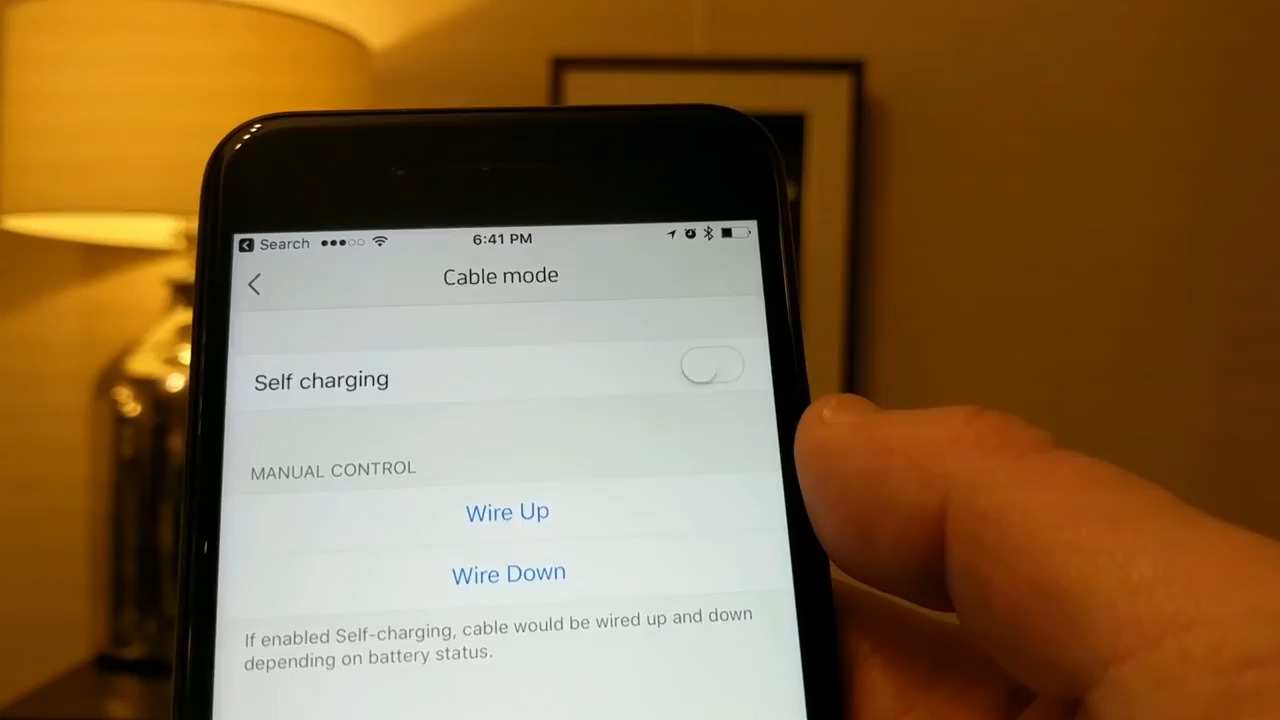 Search 6:41 PM
Cable mode
Self charging
MANUAL CONTROL
Wire Up
Wire Down
If enabled Self-charging, cable would be wired up and down
depending on battery status.